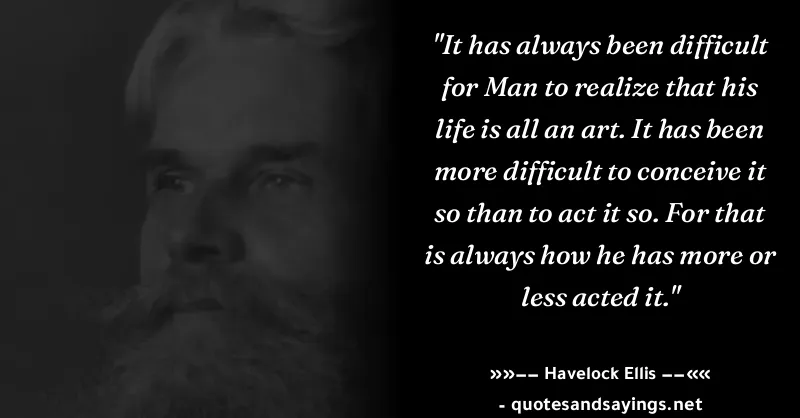 "It has always been difficult
for Man to realize that his
life is all an art. It has been
more difficult to conceive it
so than to act it so. For that
is always how he has more or
less acted it."
»»−− Havelock Ellis −−««
- quotesandsayings.net